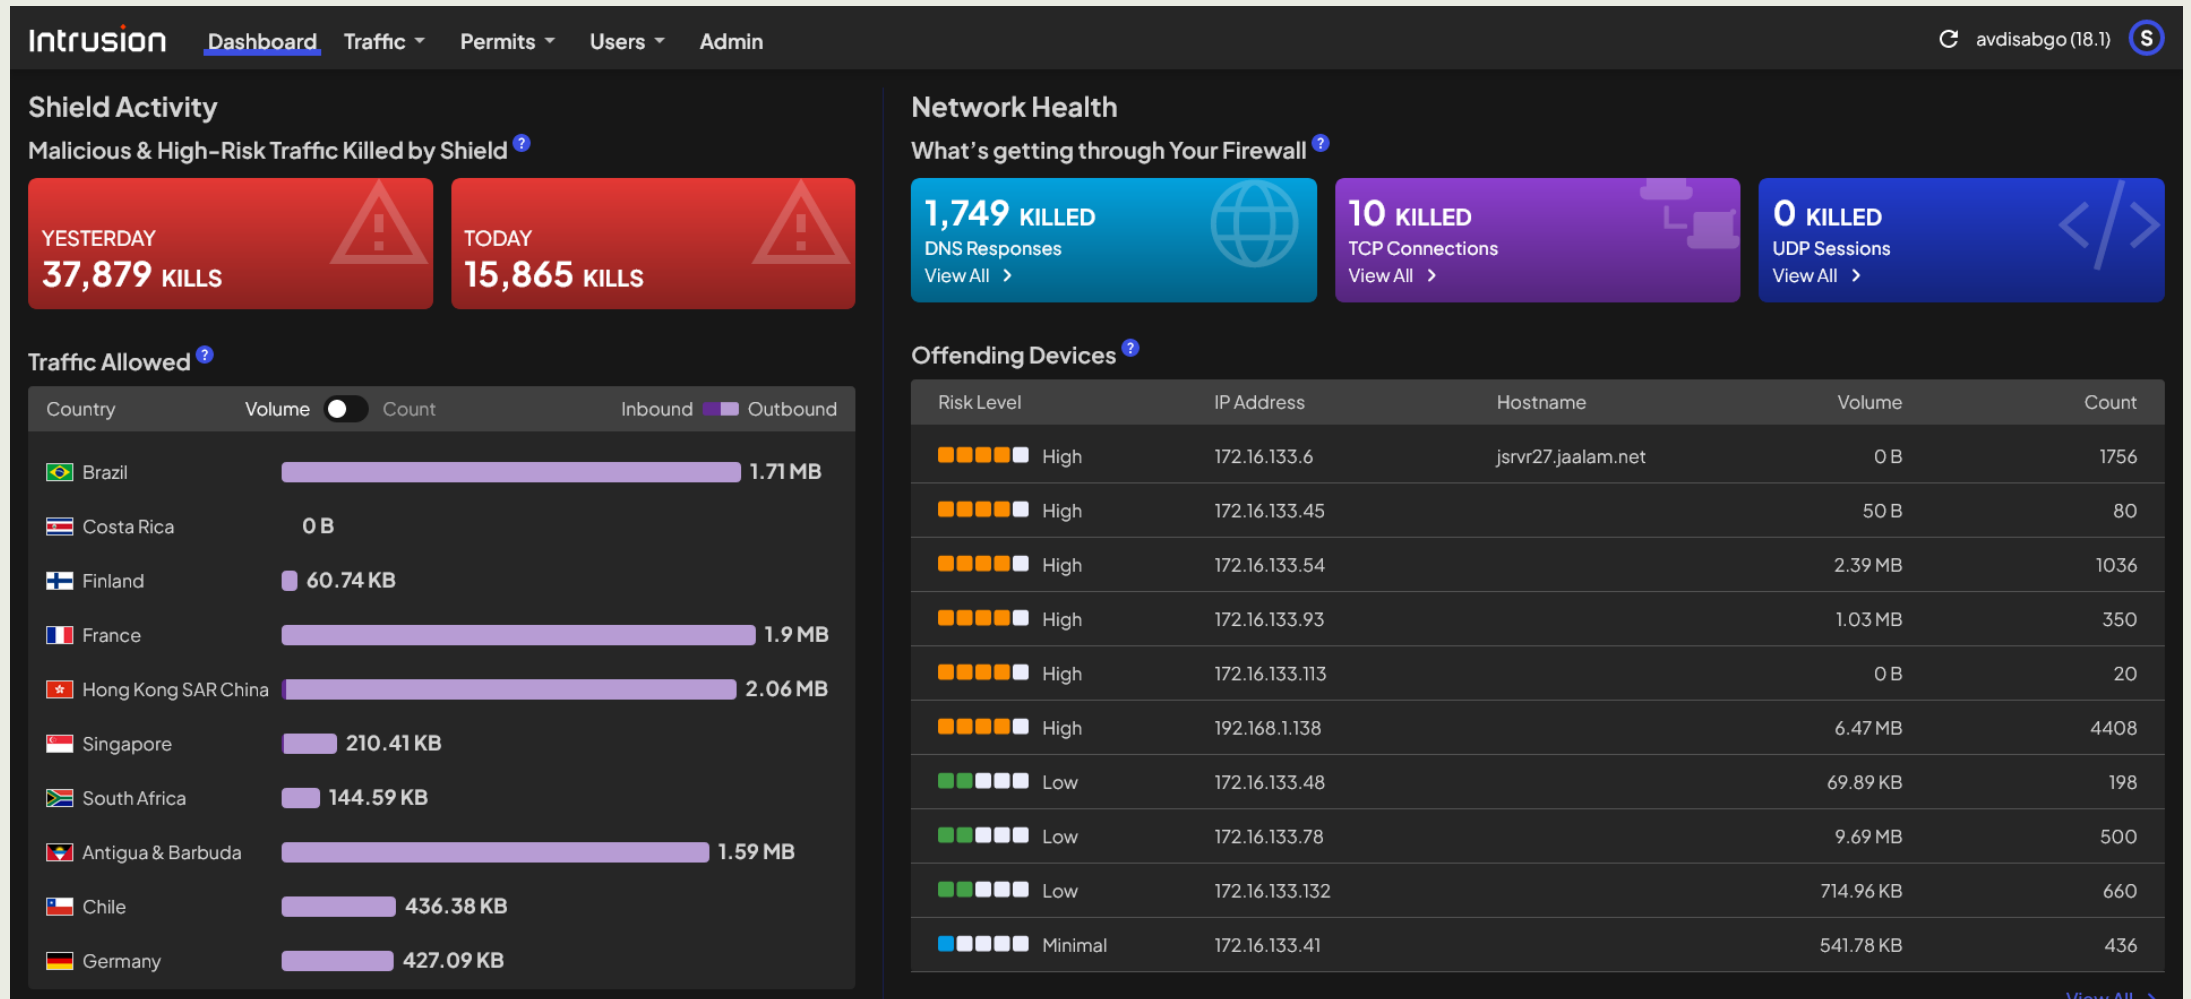 Intrusion Dashboard Traffic Permits Users Admin avdisabgo (18.1) S
Shield Activity
Malicious & High-Risk Traffic Killed by Shield ?
YESTERDAY
37,879 KILLS
TODAY
15,865 KILLS
Traffic Allowed ?
Country Volume Count Inbound Outbound
Brazil 1.71 MB
Costa Rica 0 B
Finland 60.74 KB
France 1.9 MB
Hong Kong SAR China 2.06 MB
Singapore 210.41 KB
South Africa 144.59 KB
Antigua & Barbuda 1.59 MB
Chile 436.38 KB
Germany 427.09 KB
Network Health
What's getting through Your Firewall ?
1,749 KILLED
DNS Responses
View All >
10 KILLED
TCP Connections
View All >
0 KILLED
UDP Sessions
View All >
Offending Devices ?
Risk Level IP Address Hostname Volume Count
High 172.16.133.6 jsrvr27.jaalam.net 0 B 1756
High 172.16.133.45 50 B 80
High 172.16.133.54 2.39 MB 1036
High 172.16.133.93 1.03 MB 350
High 172.16.133.113 0 B 20
High 192.168.1.138 6.47 MB 4408
Low 172.16.133.48 69.89 KB 198
Low 172.16.133.78 9.69 MB 500
Low 172.16.133.132 714.96 KB 660
Minimal 172.16.133.41 541.78 KB 436
View All >